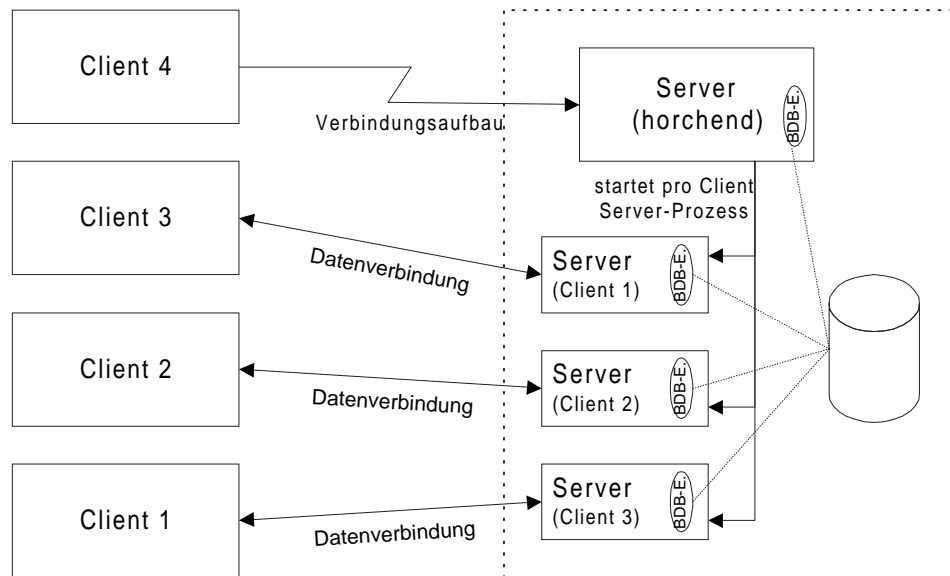 Client 4
Verbindungsaufbau
Server
(horchend)
BDB-E.
startet pro Client
Server-Prozess
Client 3
Datenverbindung
Server
(Client 1)
BDB-E.
Client 2
Datenverbindung
Server
(Client 2)
BDB-E.
Client 1
Datenverbindung
Server
(Client 3)
BDB-E.